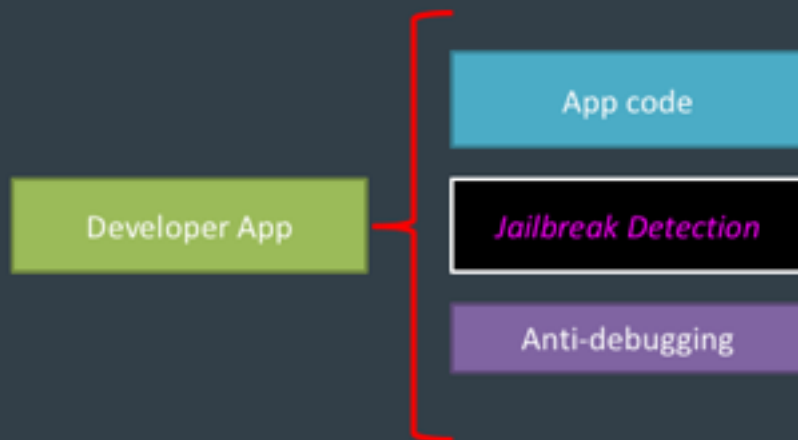 App code
Developer App
Jailbreak Detection
Anti-debugging